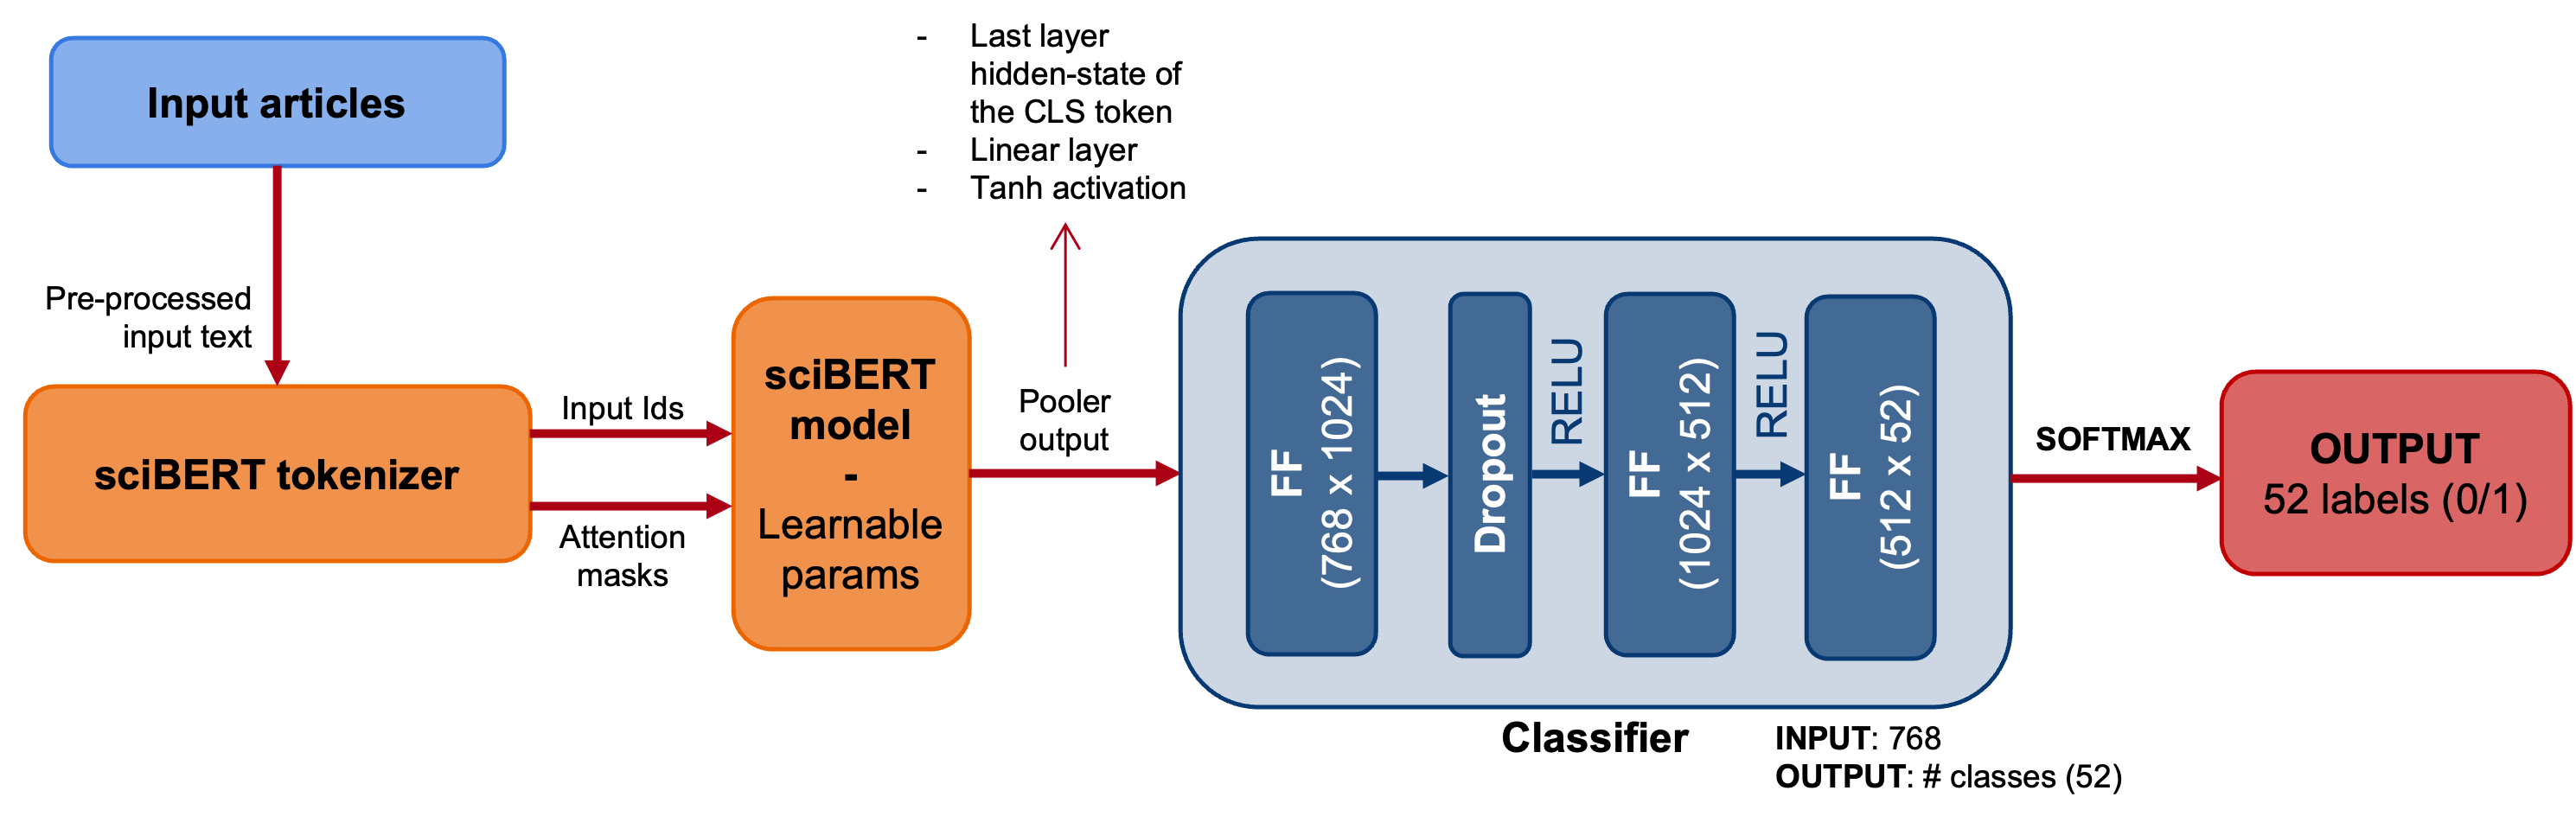 Input articles
Pre-processed
input text
sciBERT tokenizer
Input Ids
Attention
masks
sciBERT
model
-
Learnable
params
- Last layer
hidden-state of
the CLS token
- Linear layer
- Tanh activation
Pooler
output
FF
(768 x 1024)
Dropout
RELU
FF
(1024 x 512)
RELU
FF
(512 x 52)
Classifier
INPUT: 768
OUTPUT: # classes (52)
SOFTMAX
OUTPUT
52 labels (0/1)